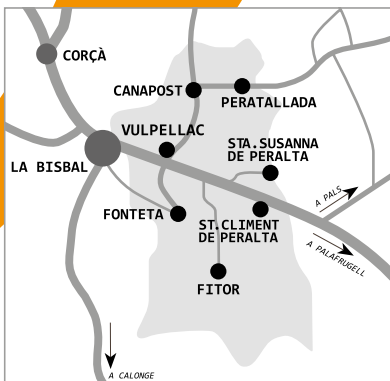 CORÇÀ
CANAPOST
PERATALLADA
VULPELLAC
STA.SUSANNA
DE PERALTA
LA BISBAL
A PALS
FONTETA
ST.CLIMENT
DE PERALTA
A PALAFRUGELL
FITOR
A CALONGE